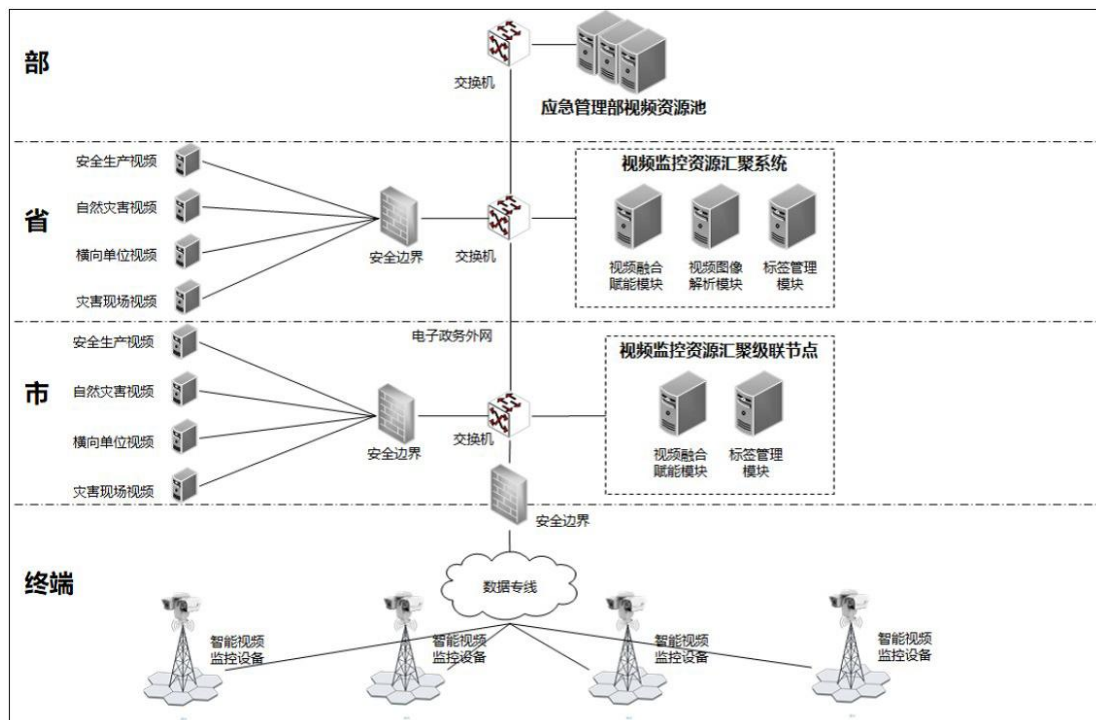 部
交换机
应急管理部视频资源池
省
安全生产视频
自然灾害视频
横向单位视频
灾害现场视频
安全边界
交换机
视频监控资源汇聚系统
视频融合
赋能模块
视频图像
解析模块
标签管理
模块
电子政务外网
市
安全生产视频
自然灾害视频
横向单位视频
灾害现场视频
安全边界
交换机
视频监控资源汇聚级联节点
视频融合
赋能模块
标签管理
模块
安全边界
终端
数据专线
智能视频
监控设备
智能视频
监控设备
智能视频
监控设备
智能视频
监控设备